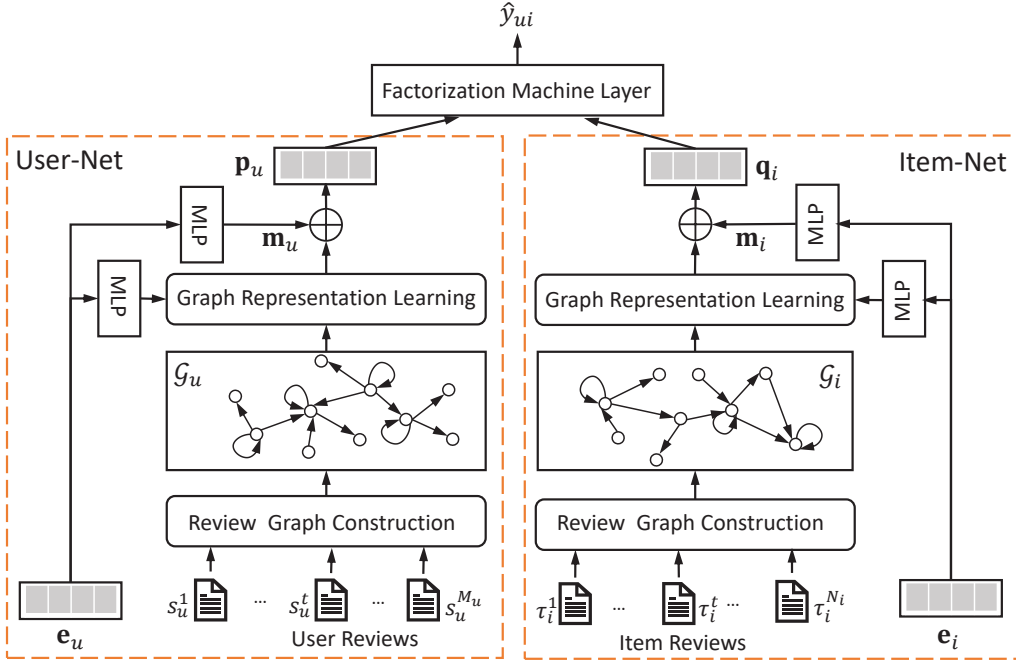 ŷ_{ui}
Factorization Machine Layer
User-Net
Item-Net
𝐩_u
𝐪_i
MLP
𝐦_u
𝐦_i
MLP
MLP
Graph Representation Learning
Graph Representation Learning
MLP
𝒢_u
𝒢_i
Review Graph Construction
Review Graph Construction
s_u^1 ··· s_u^t ··· s_u^{M_u}
τ_i^1 ··· τ_i^t ··· τ_i^{N_i}
𝐞_u
User Reviews
Item Reviews
𝐞_i